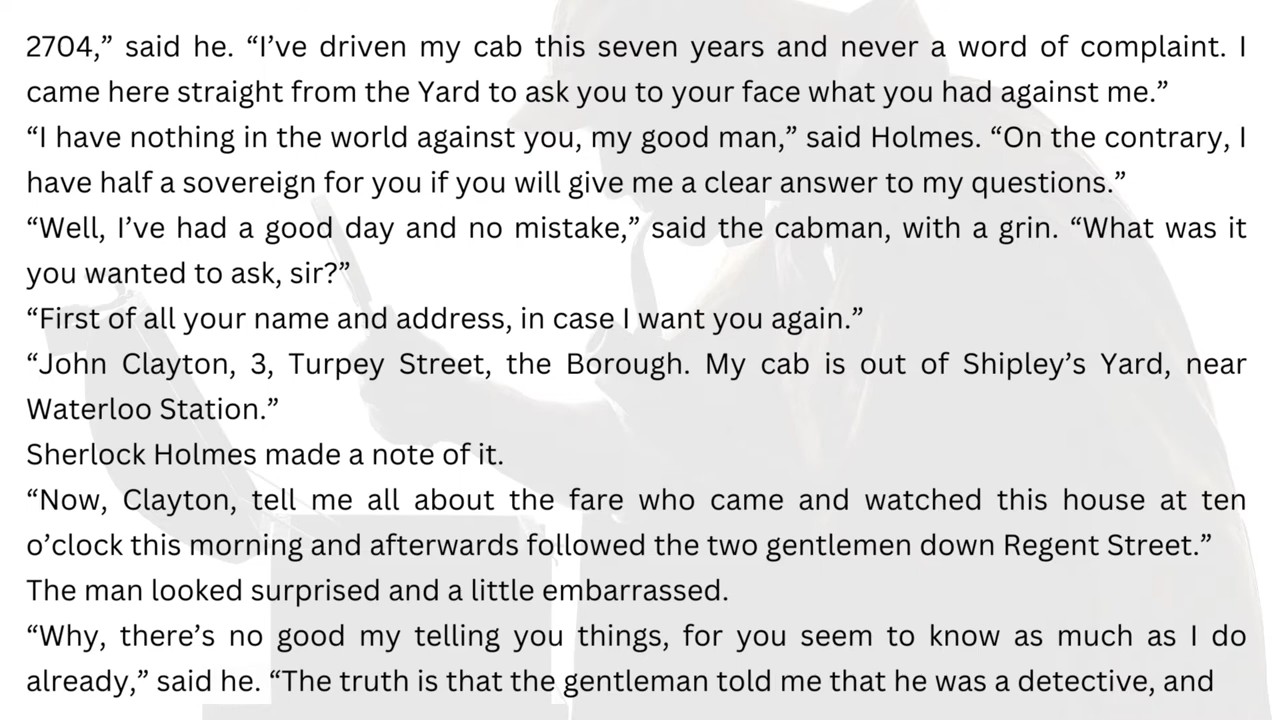 2704,” said he. “I’ve driven my cab this seven years and never a word of complaint. I
came here straight from the Yard to ask you to your face what you had against me.”
“I have nothing in the world against you, my good man,” said Holmes. “On the contrary, I
have half a sovereign for you if you will give me a clear answer to my questions.”
“Well, I’ve had a good day and no mistake,” said the cabman, with a grin. “What was it
you wanted to ask, sir?”
“First of all your name and address, in case I want you again.”
“John Clayton, 3, Turpey Street, the Borough. My cab is out of Shipley’s Yard, near
Waterloo Station.”
Sherlock Holmes made a note of it.
“Now, Clayton, tell me all about the fare who came and watched this house at ten
o’clock this morning and afterwards followed the two gentlemen down Regent Street.”
The man looked surprised and a little embarrassed.
“Why, there’s no good my telling you things, for you seem to know as much as I do
already,” said he. “The truth is that the gentleman told me that he was a detective, and